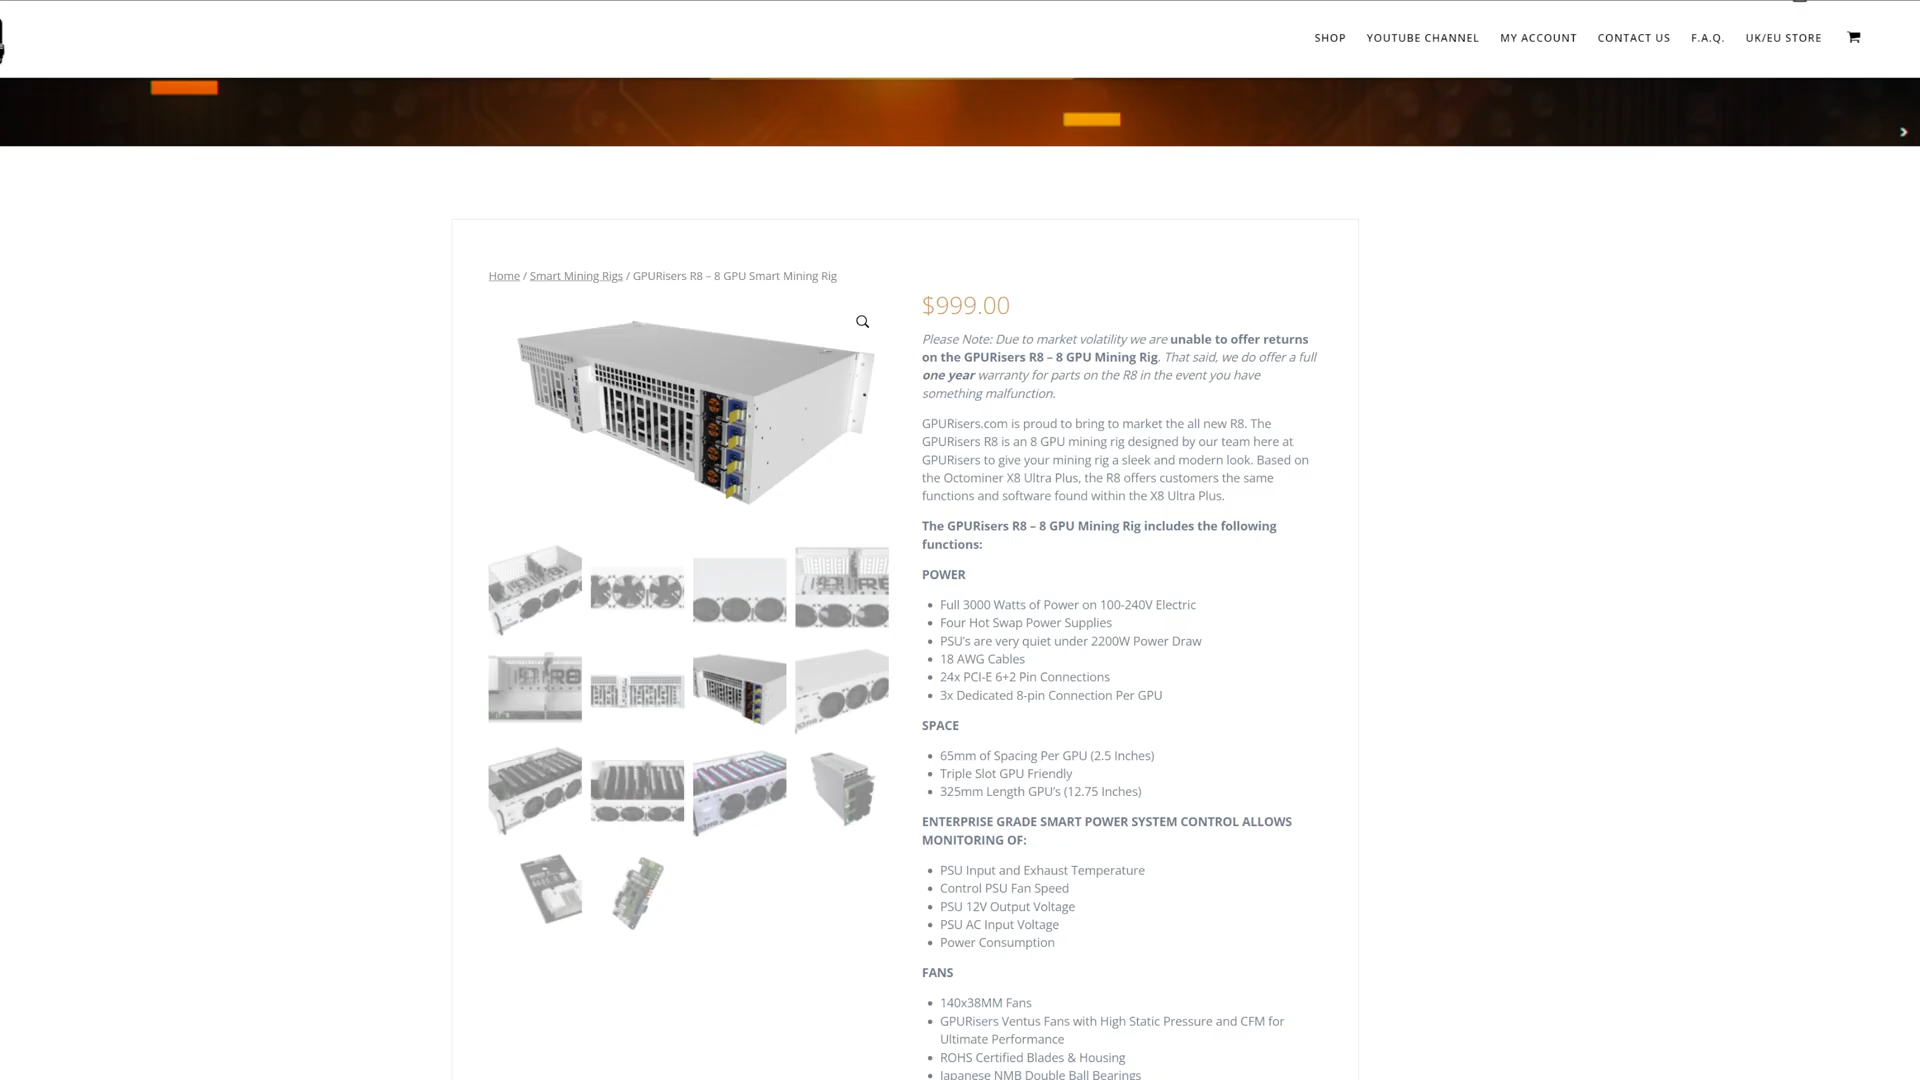 SHOP YOUTUBE CHANNEL MY ACCOUNT CONTACT US F.A.Q. UK/EU STORE
Home / Smart Mining Rigs / GPURisers R8 – 8 GPU Smart Mining Rig
$999.00
Please Note: Due to market volatility we are unable to offer returns
on the GPURisers R8 – 8 GPU Mining Rig. That said, we do offer a full
one year warranty for parts on the R8 in the event you have
something malfunction.
GPURisers.com is proud to bring to market the all new R8. The
GPURisers R8 is an 8 GPU mining rig designed by our team here at
GPURisers to give your mining rig a sleek and modern look. Based on
the Octominer X8 Ultra Plus, the R8 offers customers the same
functions and software found within the X8 Ultra Plus.
The GPURisers R8 – 8 GPU Mining Rig includes the following
functions:
POWER
Full 3000 Watts of Power on 100-240V Electric
Four Hot Swap Power Supplies
PSU's are very quiet under 2200W Power Draw
18 AWG Cables
24x PCI-E 6+2 Pin Connections
3x Dedicated 8-pin Connection Per GPU
SPACE
65mm of Spacing Per GPU (2.5 Inches)
Triple Slot GPU Friendly
325mm Length GPU's (12.75 Inches)
ENTERPRISE GRADE SMART POWER SYSTEM CONTROL ALLOWS
MONITORING OF:
PSU Input and Exhaust Temperature
Control PSU Fan Speed
PSU 12V Output Voltage
PSU AC Input Voltage
Power Consumption
FANS
140x38MM Fans
GPURisers Ventus Fans with High Static Pressure and CFM for
Ultimate Performance
ROHS Certified Blades & Housing
Japanese NMB Double Ball Bearings